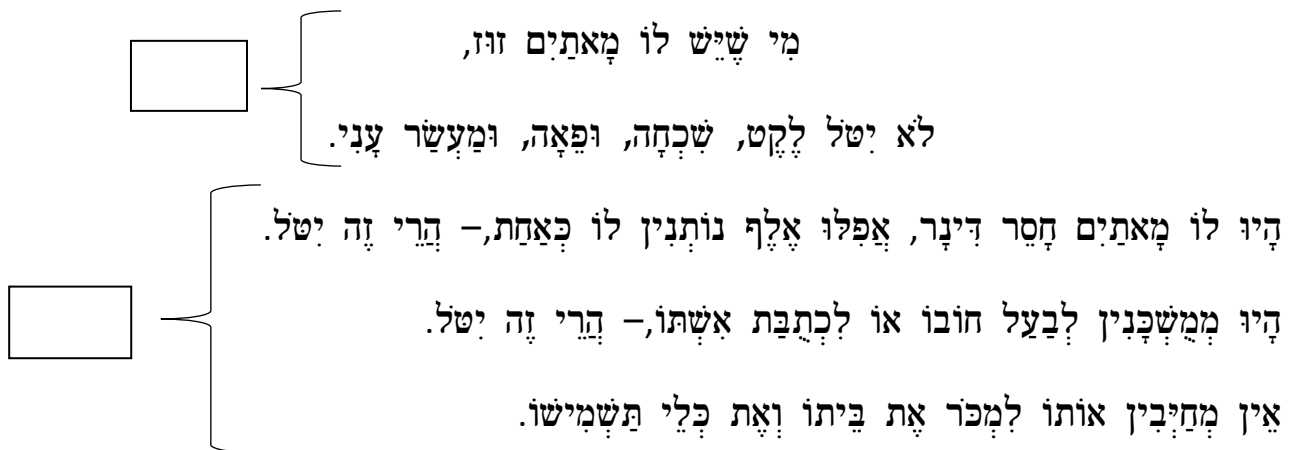 מִי שֶׁיֵּשׁ לוֹ מָאתַיִם זוּז,
לֹא יִטֹּל לֶקֶט, שִׁכְחָה, וּפֵאָה, וּמַעְשַׂר עָנִי.
הָיוּ לוֹ מָאתַיִם חָסֵר דִּינָר, אֲפִלּוּ אֶלֶף נוֹתְנִין לוֹ כְּאַחַת,– הֲרֵי זֶה יִטֹּל.
הָיוּ מְמֻשְׁכָּנִין לְבַעַל חוֹבוֹ אוֹ לִכְתֻבַּת אִשְׁתּוֹ,– הֲרֵי זֶה יִטֹּל.
אֵין מְחַיְּבִין אוֹתוֹ לִמְכֹּר אֶת בֵּיתוֹ וְאֶת כְּלֵי תַּשְׁמִישׁוֹ.